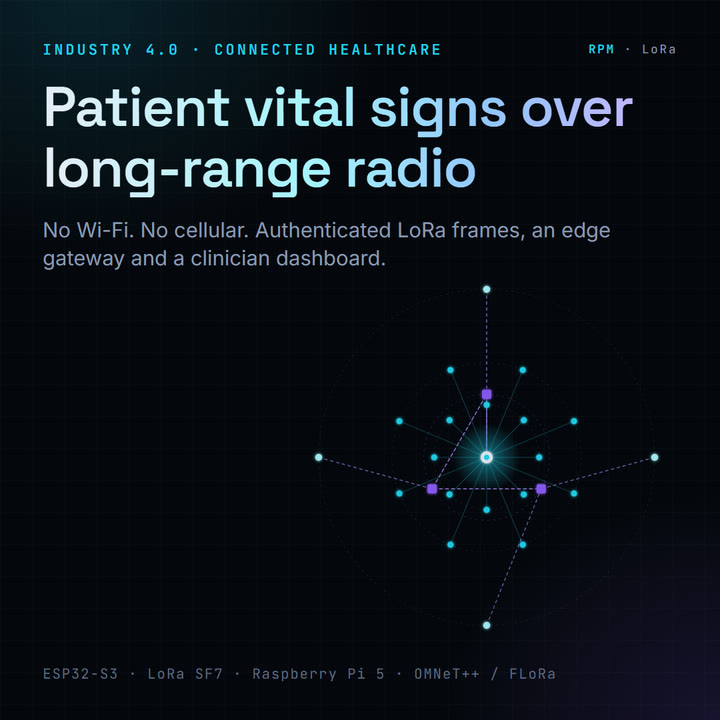 INDUSTRY 4.0 · CONNECTED HEALTHCARE
RPM · LoRa
Patient vital signs over
long-range radio
No Wi-Fi. No cellular. Authenticated LoRa frames, an edge
gateway and a clinician dashboard.
ESP32-S3 · LoRa SF7 · Raspberry Pi 5 · OMNeT++ / FLoRa